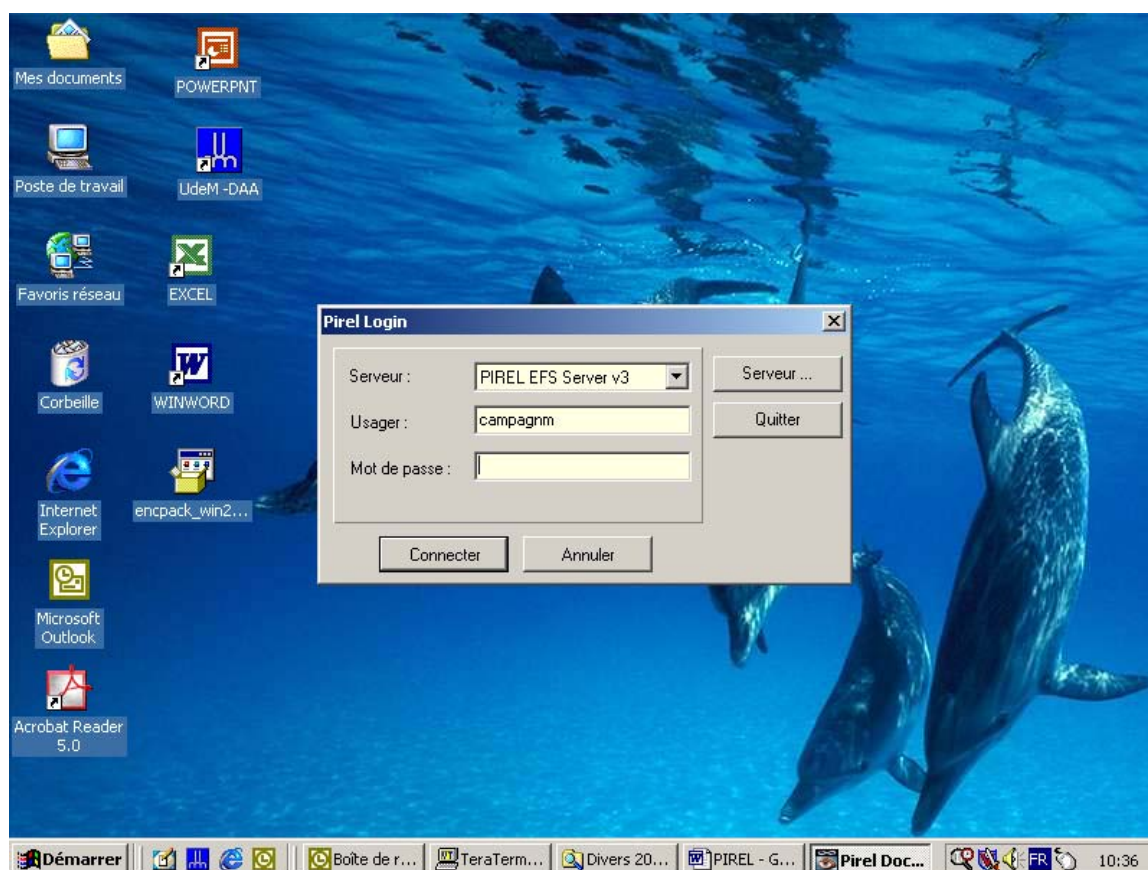 Mes documents
POWERPNT
Poste de travail
UdeM -DAA
Favoris réseau
EXCEL
Corbeille
WINWORD
Internet
Explorer
encpack_win2...
Microsoft
Outlook
Acrobat Reader
5.0
Pirel Login
Serveur :
PIREL EFS Server v3
Serveur ...
Usager :
campagnm
Quitter
Mot de passe :
Connecter
Annuler
Démarrer
Boîte de r...
TeraTerm...
Divers 20...
PIREL - G...
Pirel Doc...
FR
10:36